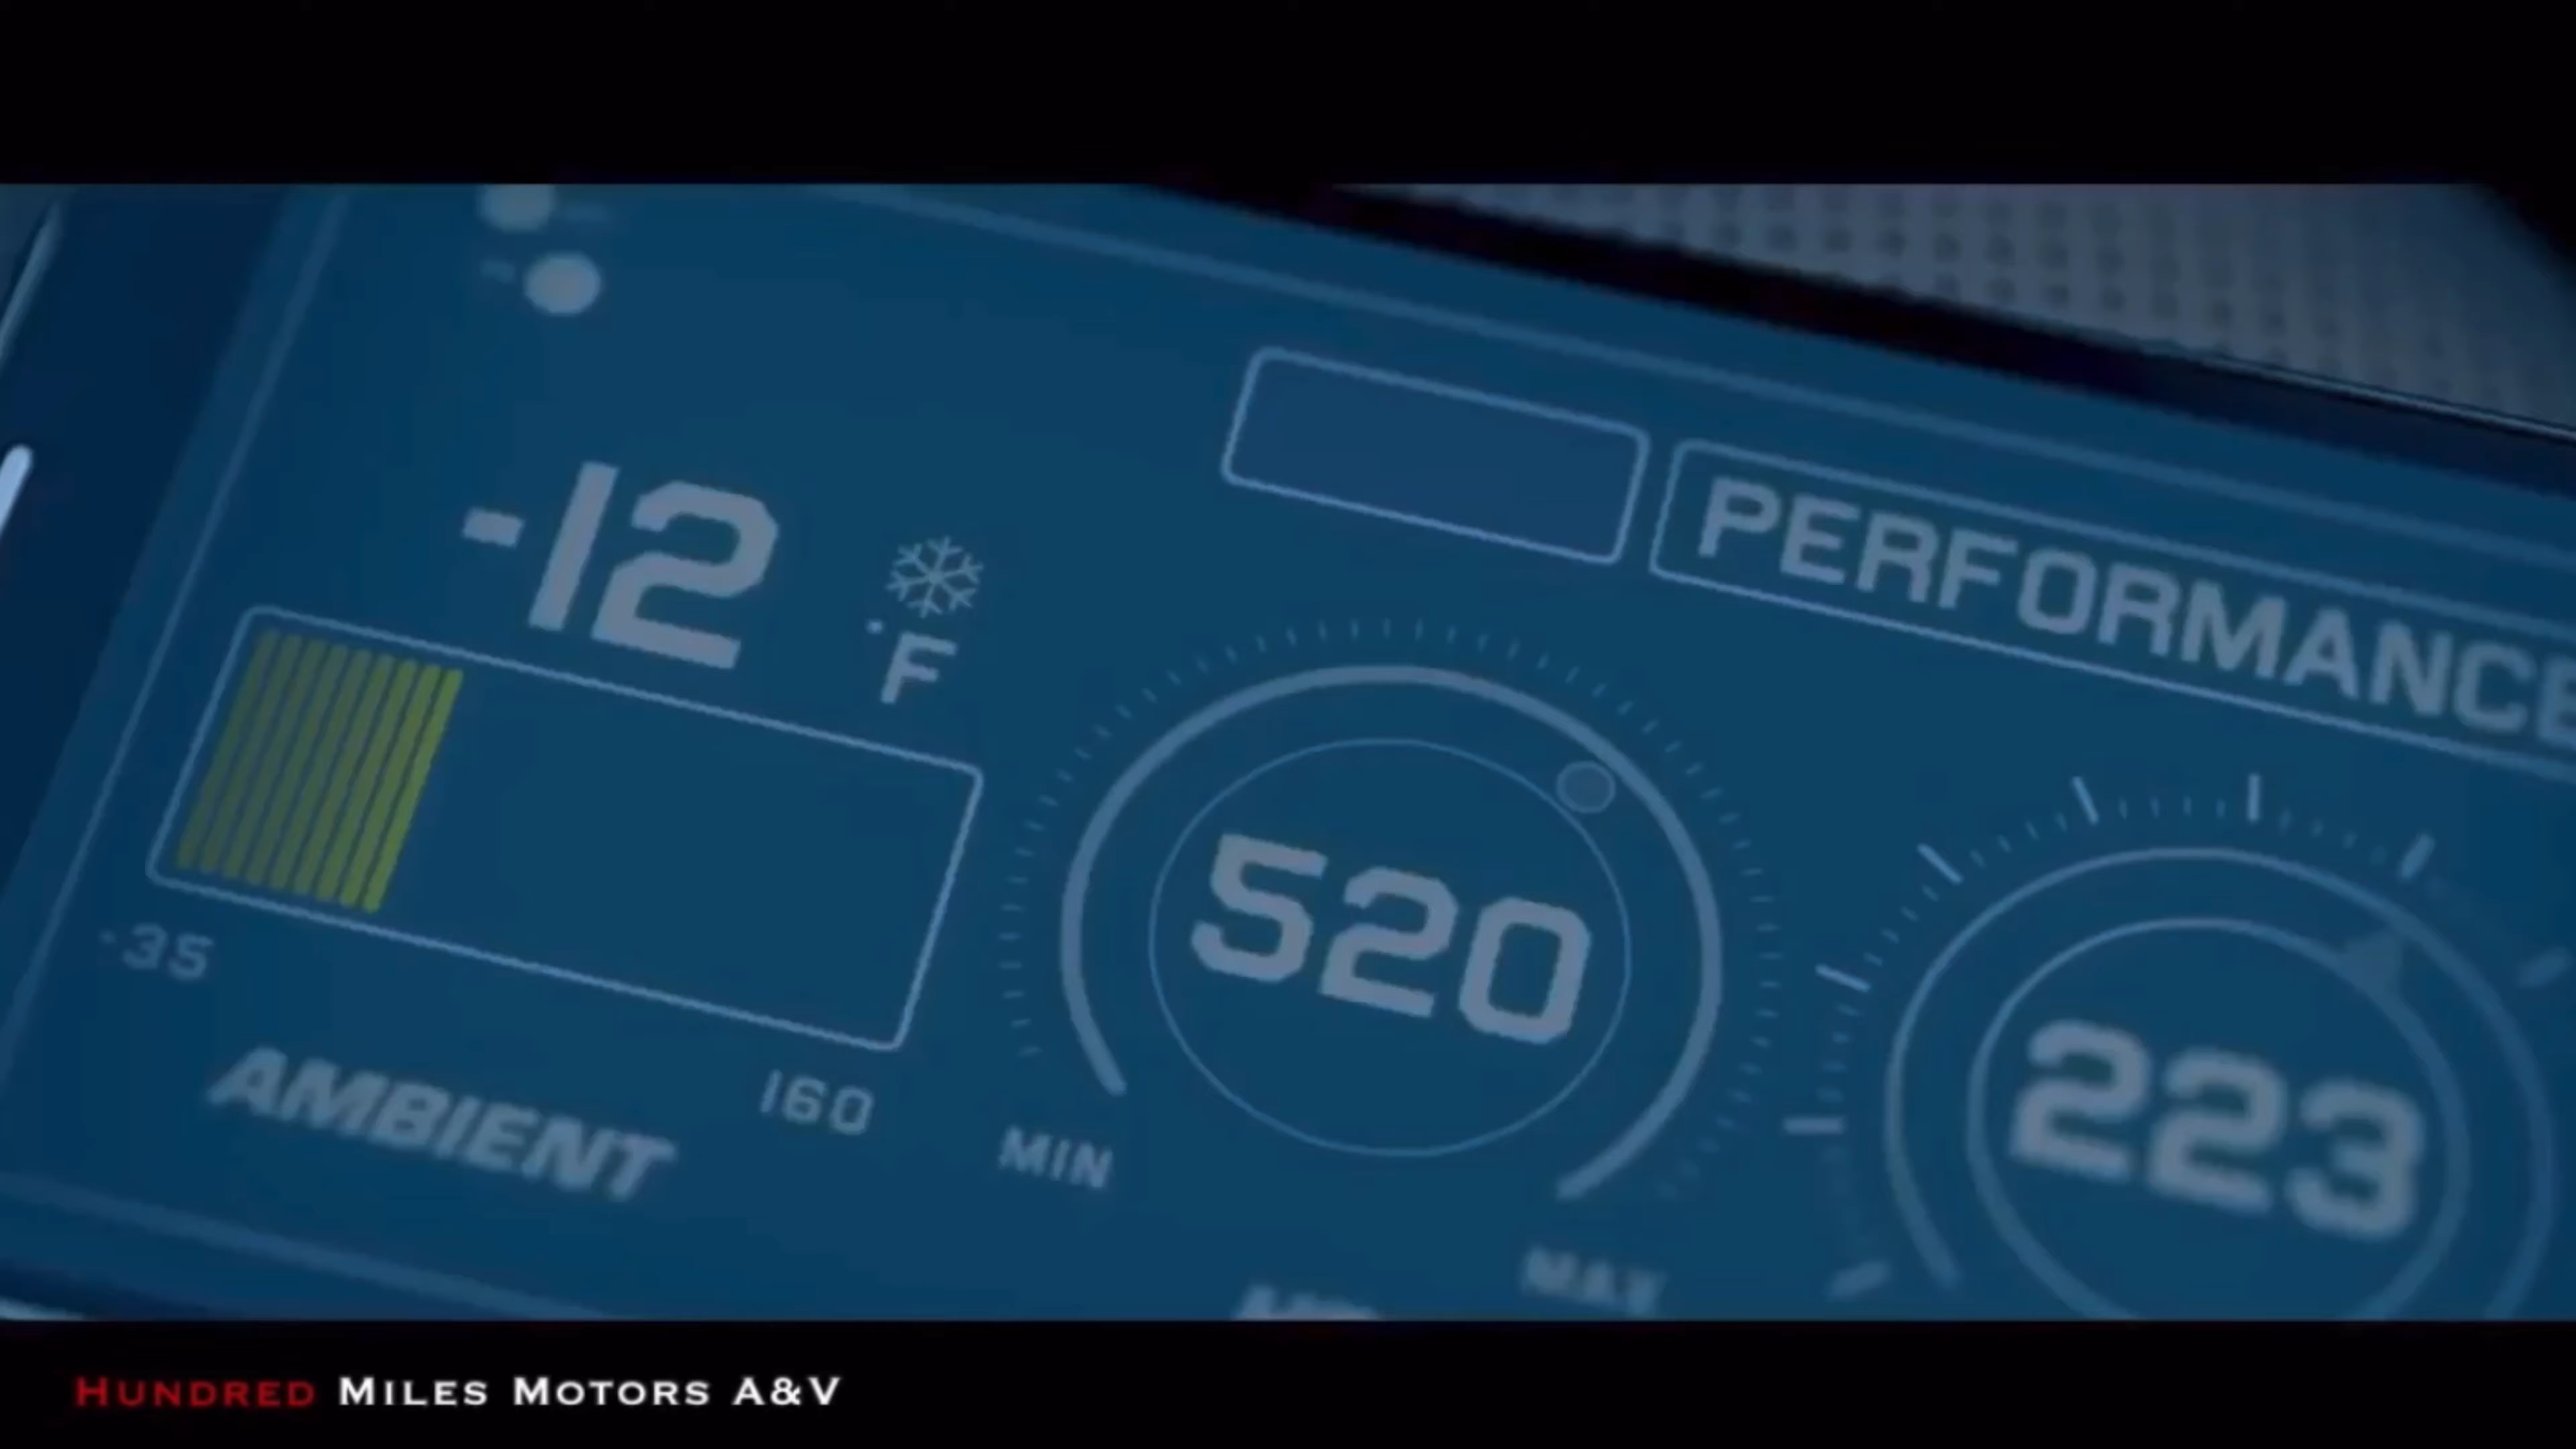 -12
°F
PERFORMANCE
520
223
-35
160
AMBIENT
MIN
MAX
HUNDRED MILES MOTORS A&V